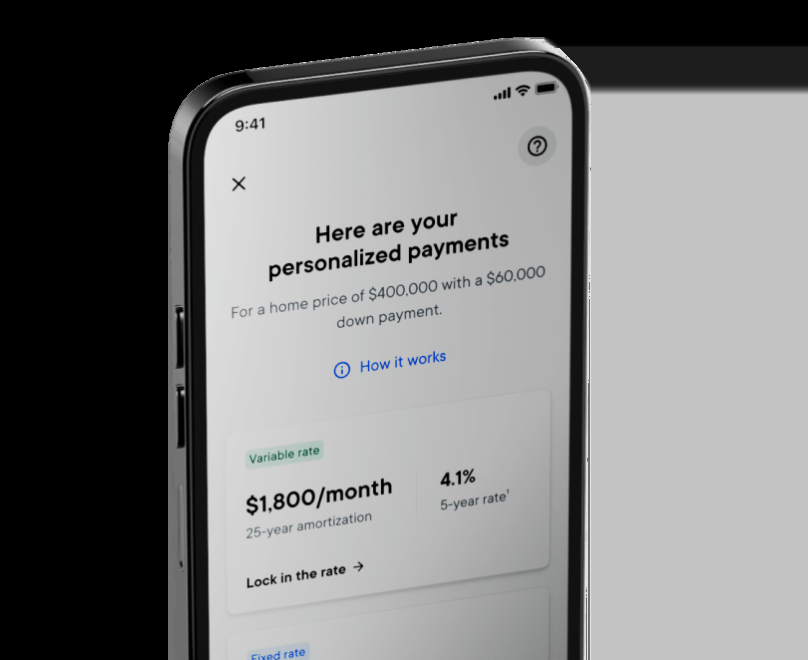 9:41
Here are your
personalized payments
For a home price of $400,000 with a $60,000
down payment.
How it works
Variable rate
$1,800/month
4.1%
25-year amortization
5-year rate¹
Lock in the rate →
Fixed rate